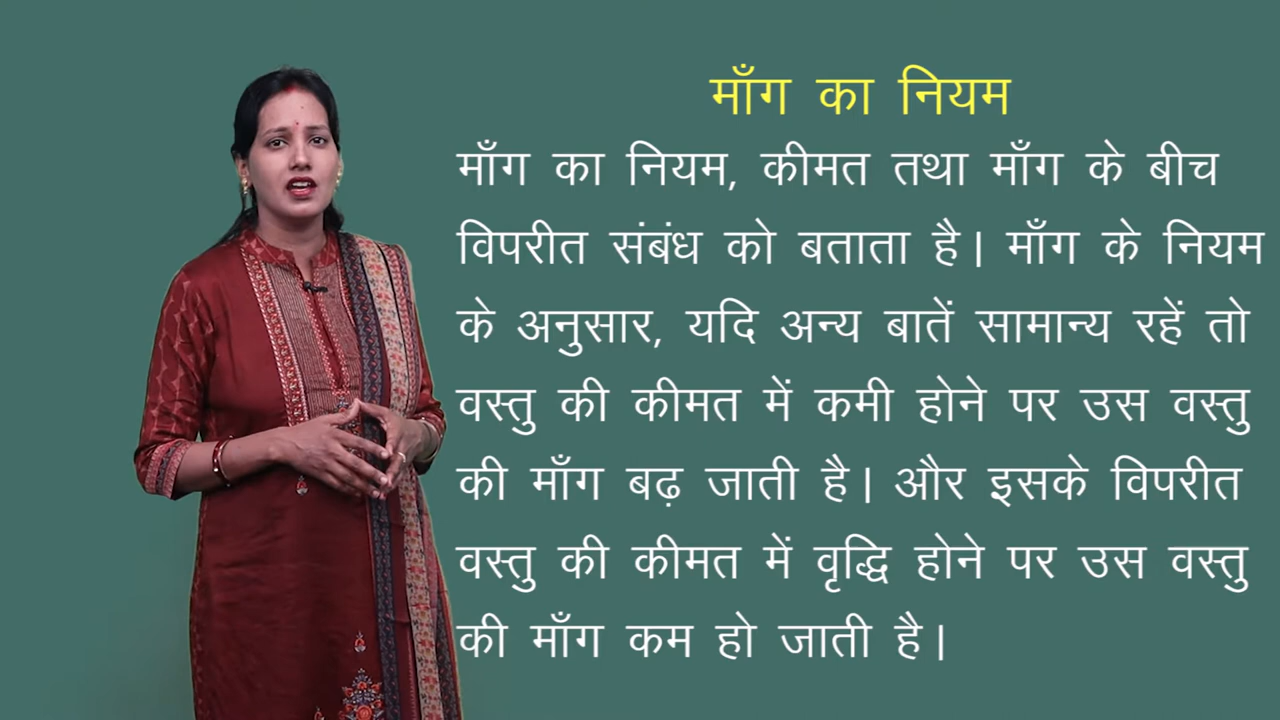 माँग का नियम
माँग का नियम, कीमत तथा माँग के बीच
विपरीत संबंध को बताता है। माँग के नियम
के अनुसार, यदि अन्य बातें सामान्य रहें तो
वस्तु की कीमत में कमी होने पर उस वस्तु
की माँग बढ़ जाती है। और इसके विपरीत
वस्तु की कीमत में वृद्धि होने पर उस वस्तु
की माँग कम हो जाती है।